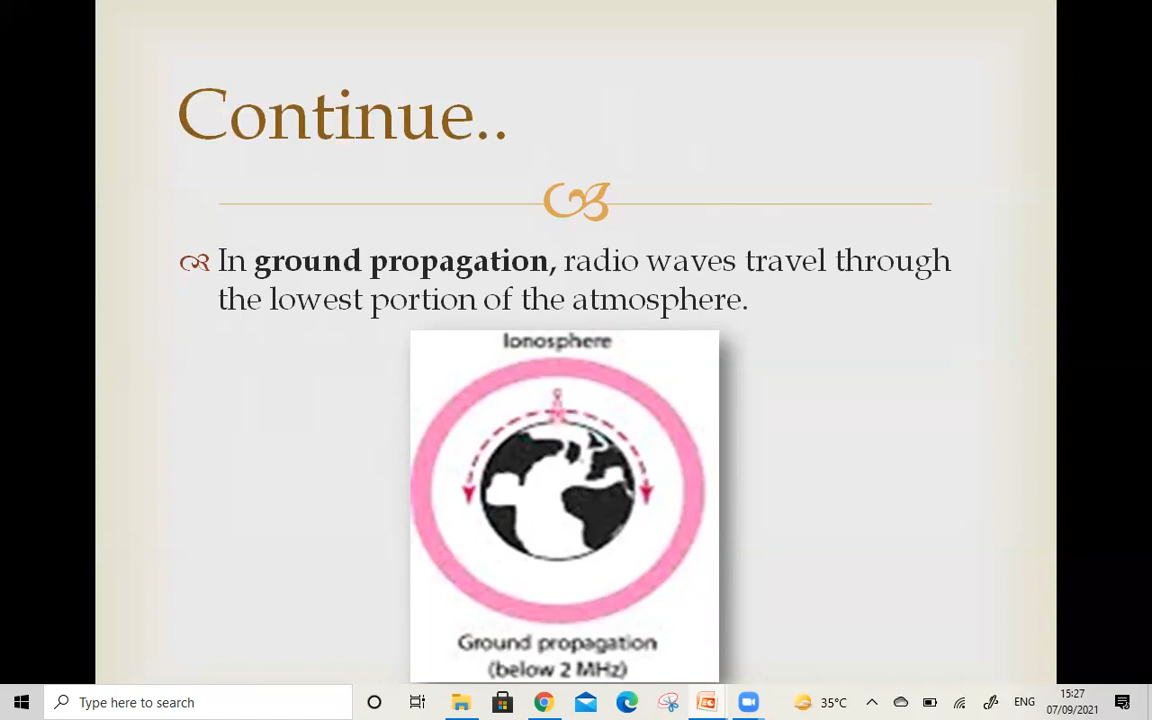 Continue..
In ground propagation, radio waves travel through
the lowest portion of the atmosphere.
Ionosphere
Ground propagation
(below 2 MHz)
Type here to search
35°C
ENG
15:27
07/09/2021